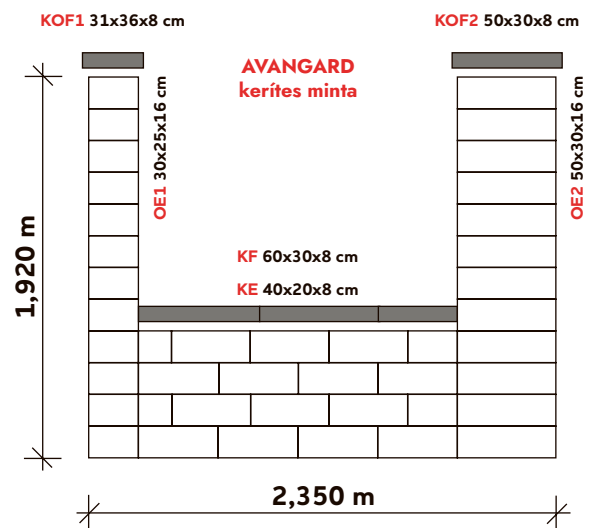 KOF1 31x36x8 cm
KOF2 50x30x8 cm
AVANGARD
kerítes minta
OE1 30x25x16 cm
OE2 50x30x16 cm
1,920 m
KF 60x30x8 cm
KE 40x20x8 cm
2,350 m